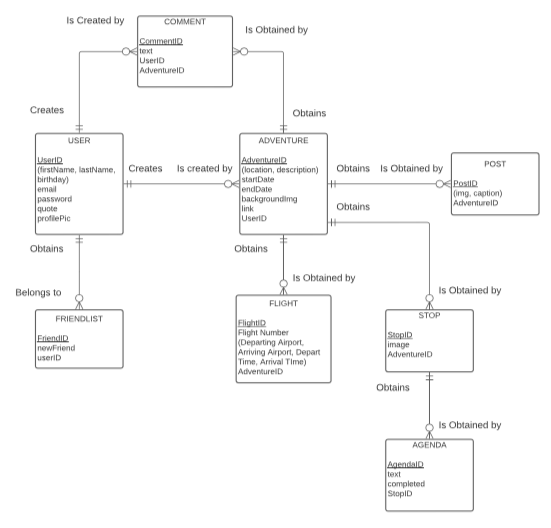 Is Created by
COMMENT
Is Obtained by
CommentID
text
UserID
AdventureID
Creates
Obtains
USER
UserID
(firstName, lastName,
birthday)
email
password
quote
profilePic
Creates
Is created by
ADVENTURE
AdventureID
(location, description)
startDate
endDate
backgroundImg
link
UserID
Obtains
Is Obtained by
POST
PostID
(img, caption)
AdventureID
Obtains
Obtains
Obtains
Belongs to
Is Obtained by
Is Obtained by
FRIENDLIST
FriendID
newFriend
userID
FLIGHT
FlightID
Flight Number
(Departing Airport,
Arriving Airport, Depart
Time, Arrival Time)
AdventureID
STOP
StopID
image
AdventureID
Obtains
Is Obtained by
AGENDA
AgendaID
text
completed
StopID